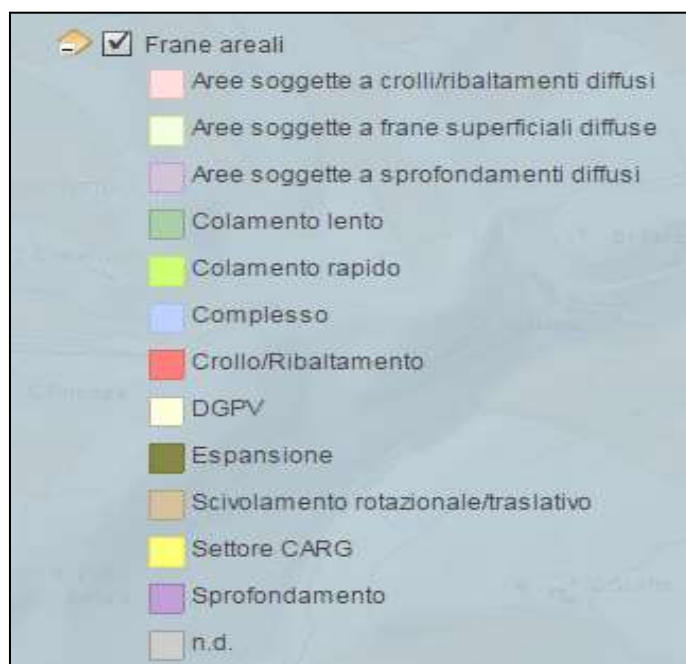 Frane areali
Aree soggette a crolli/ribaltamenti diffusi
Aree soggette a frane superficiali diffuse
Aree soggette a sprofondamenti diffusi
Colamento lento
Colamento rapido
Complesso
Crollo/Ribaltamento
DGPV
Espansione
Scivolamento rotazionale/traslativo
Settore CARG
Sprofondamento
n.d.